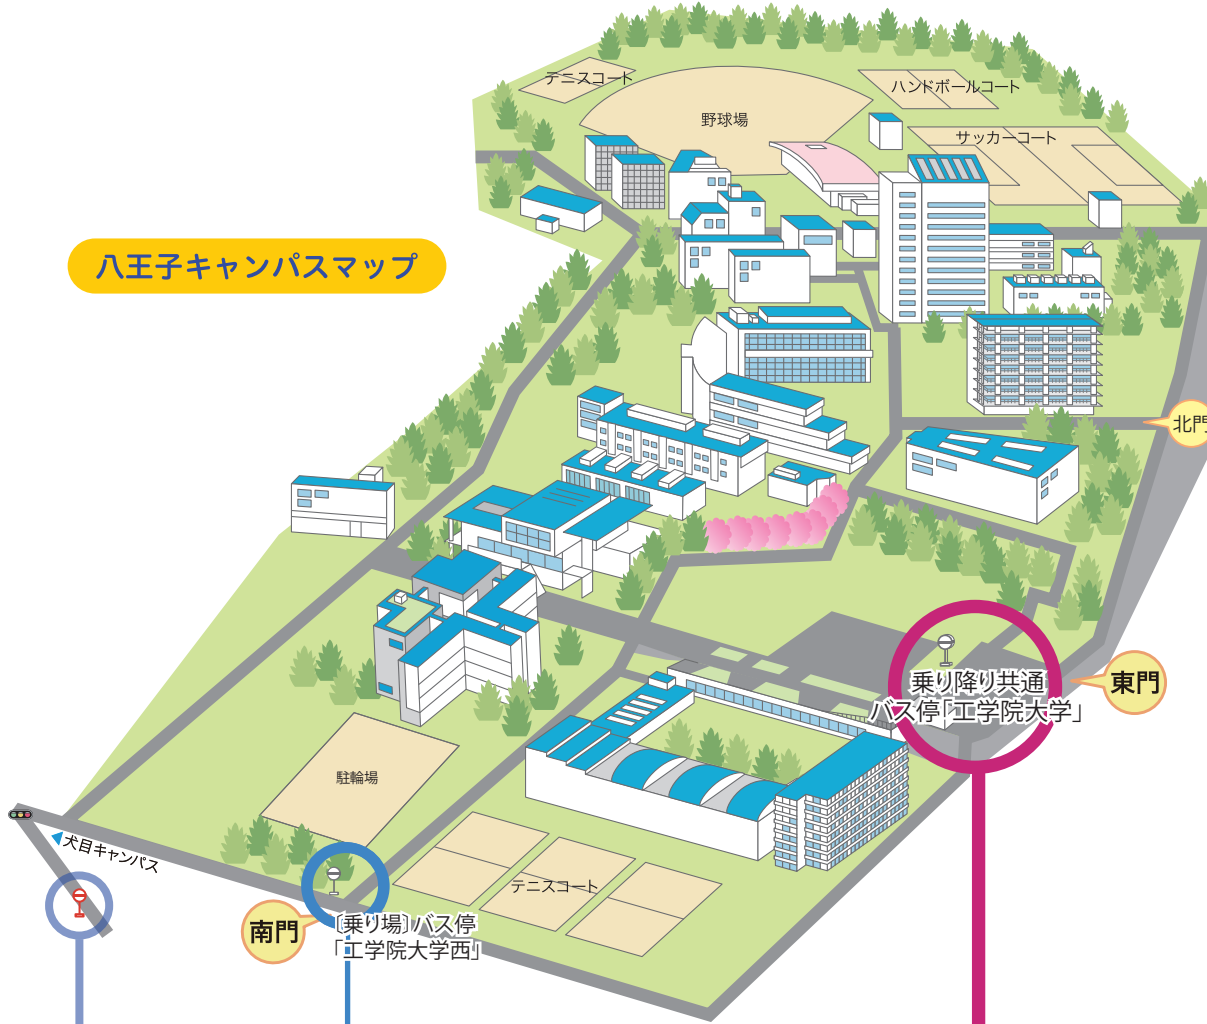 テニスコート
ハンドボールコート
野球場
サッカーコート
八王子キャンパスマップ
北門
乗り降り共通
バス停「工学院大学」
東門
駐輪場
犬目キャンパス
テニスコート
南門
〔乗り場〕バス停
「工学院大学西」